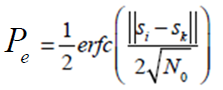 P_e = \frac{1}{2} erfc\left( \frac{\|s_i - s_k\|}{2\sqrt{N_0}} \right)